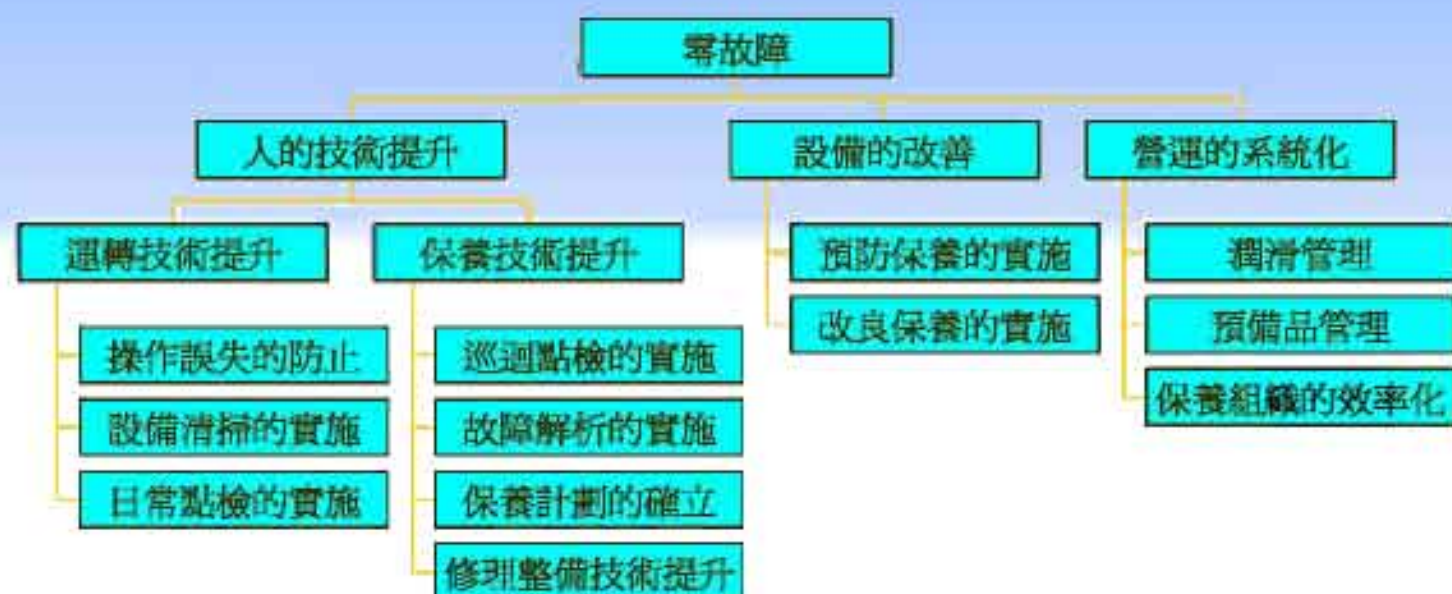 零故障
人的技術提升
設備的改善
營運的系統化
運轉技術提升
保養技術提升
預防保養的實施
潤滑管理
改良保養的實施
預備品管理
操作誤失的防止
巡迴點檢的實施
保養組織的效率化
設備清掃的實施
故障解析的實施
日常點檢的實施
保養計劃的確立
修理整備技術提升